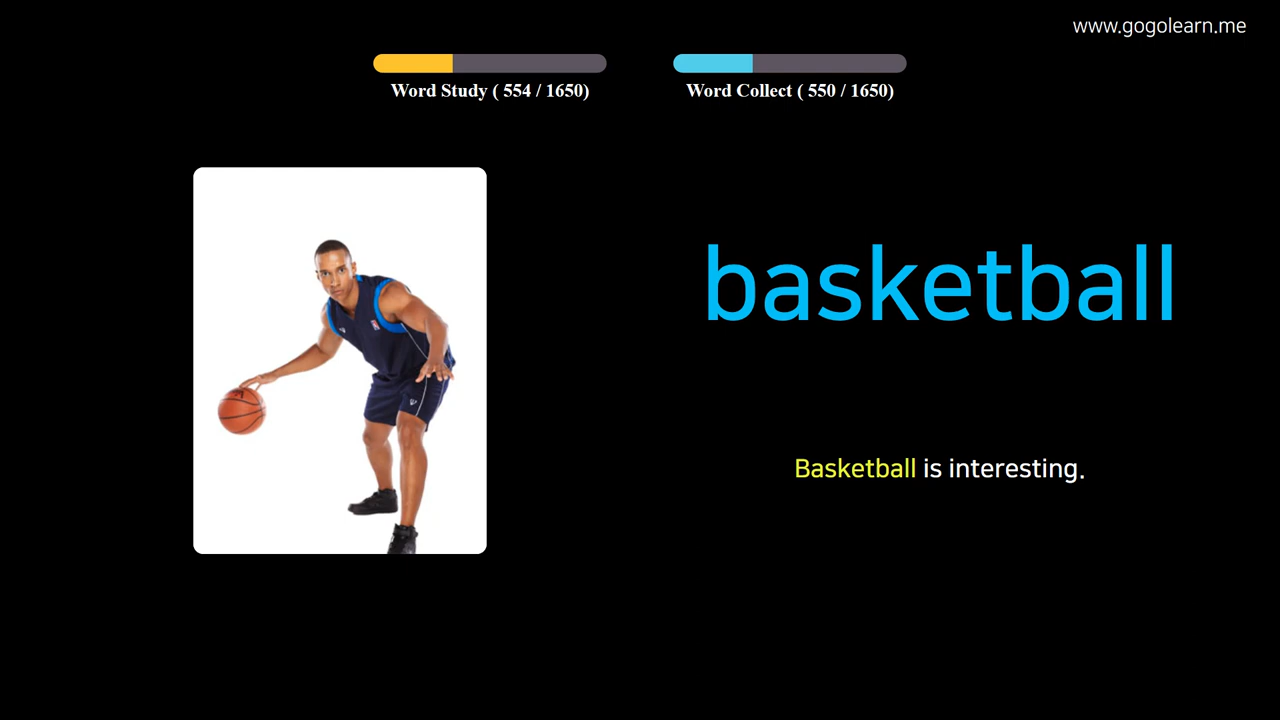 www.gogolearn.me
Word Study ( 554 / 1650)
Word Collect ( 550 / 1650)
basketball
Basketball is interesting.